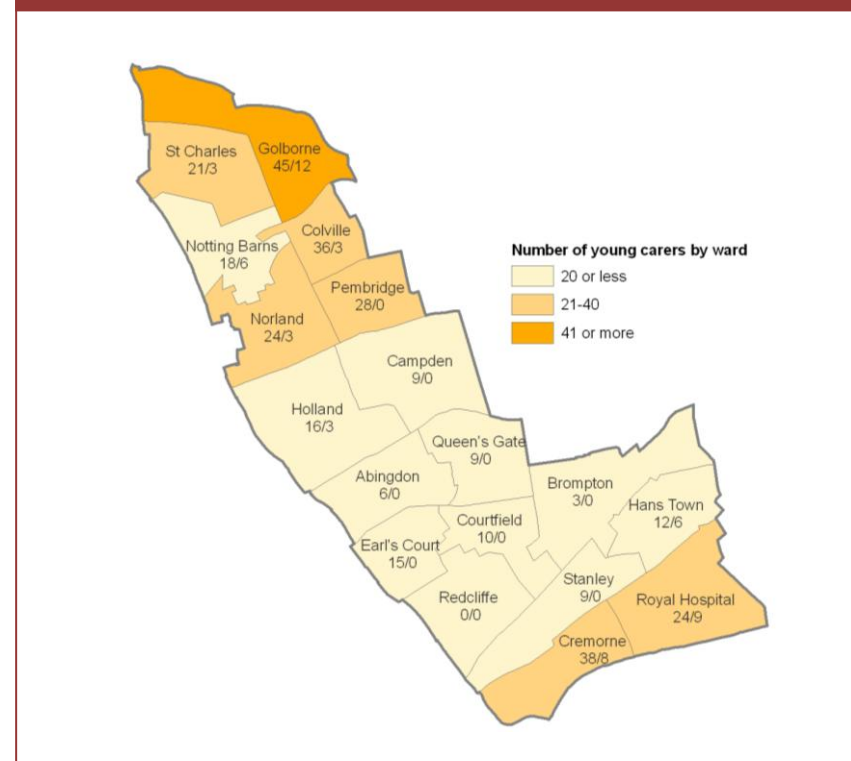 St Charles
21/3
Golborne
45/12
Colville
36/3
Notting Barns
18/6
Pembridge
28/0
Norland
24/3
Number of young carers by ward
20 or less
21-40
41 or more
Campden
9/0
Holland
16/3
Queen's Gate
9/0
Abingdon
6/0
Brompton
3/0
Hans Town
12/6
Courtfield
10/0
Earl's Court
15/0
Stanley
9/0
Redcliffe
0/0
Royal Hospital
24/9
Cremorne
38/8